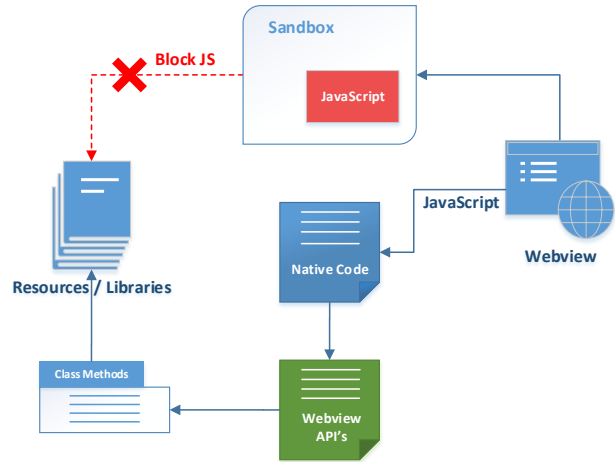 Sandbox
Block JS
JavaScript
JavaScript
Webview
Native Code
Resources / Libraries
Class Methods
Webview
API's